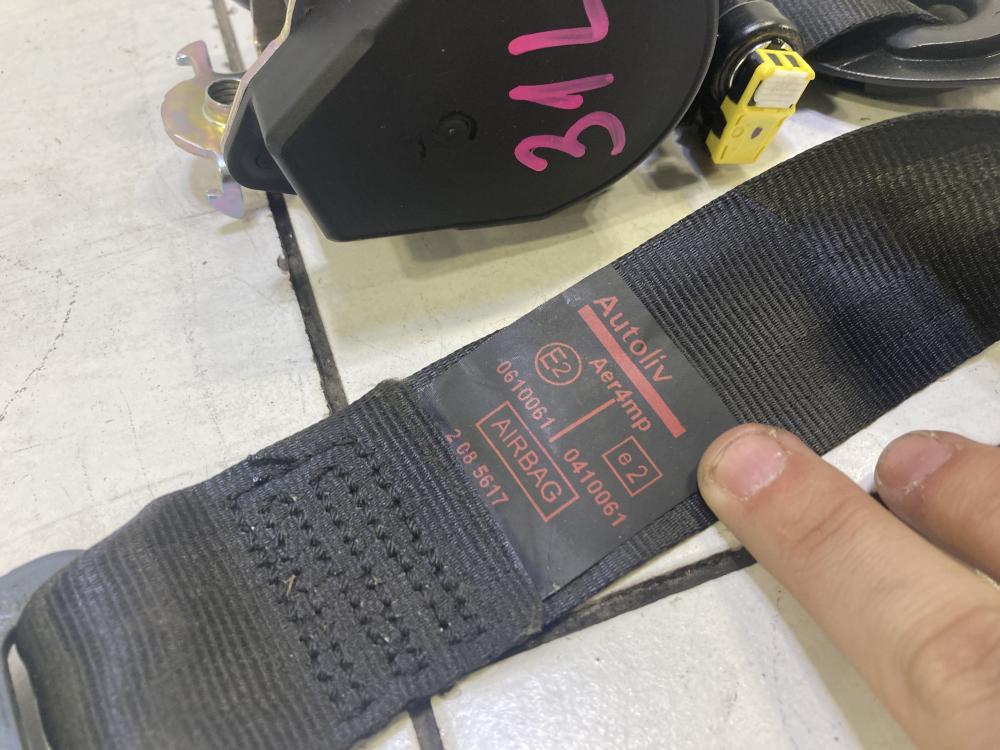 31L
Autoliv
E2
Aer4mp
0610061
e2
AIRBAG
0410061
2 08 5617